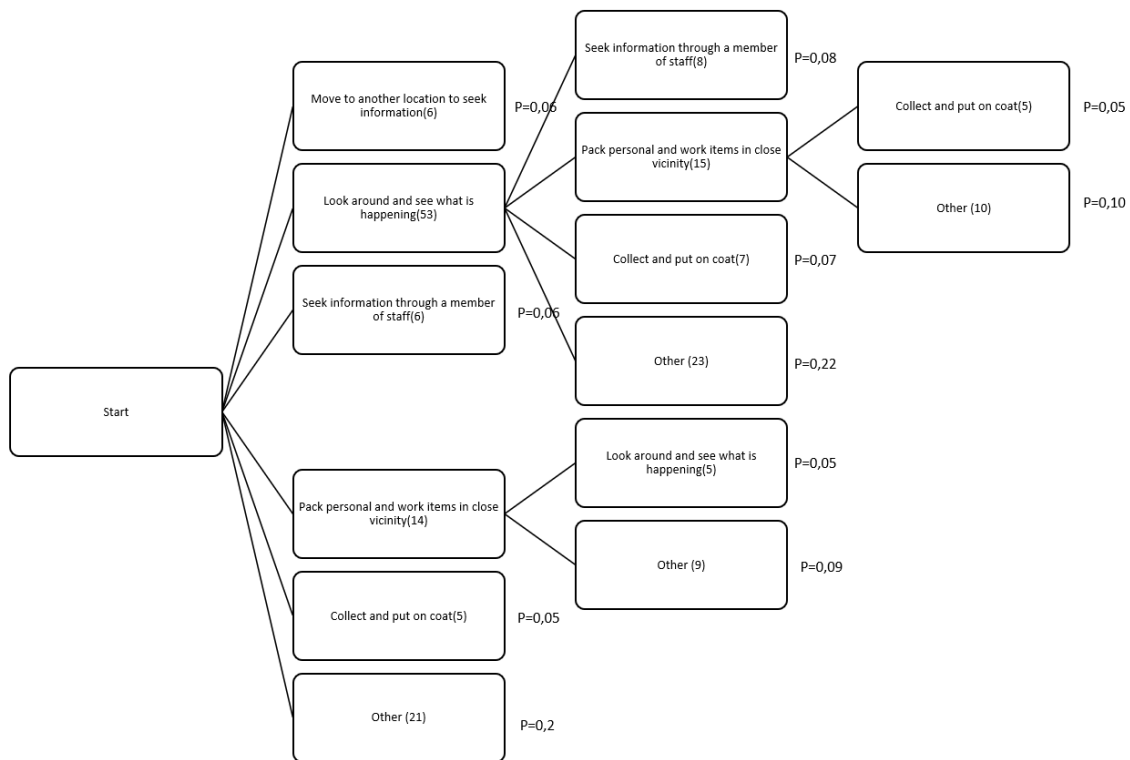 Start
Move to another location to seek
information(6)
P=0,06
Look around and see what is
happening(53)
Seek information through a member
of staff(6)
P=0,06
Pack personal and work items in close
vicinity(14)
Collect and put on coat(5)
P=0,05
Other (21)
P=0,2
Seek information through a member
of staff(8)
P=0,08
Pack personal and work items in close
vicinity(15)
Collect and put on coat(7)
P=0,07
Other (23)
P=0,22
Look around and see what is
happening(5)
P=0,05
Other (9)
P=0,09
Collect and put on coat(5)
P=0,05
Other (10)
P=0,10